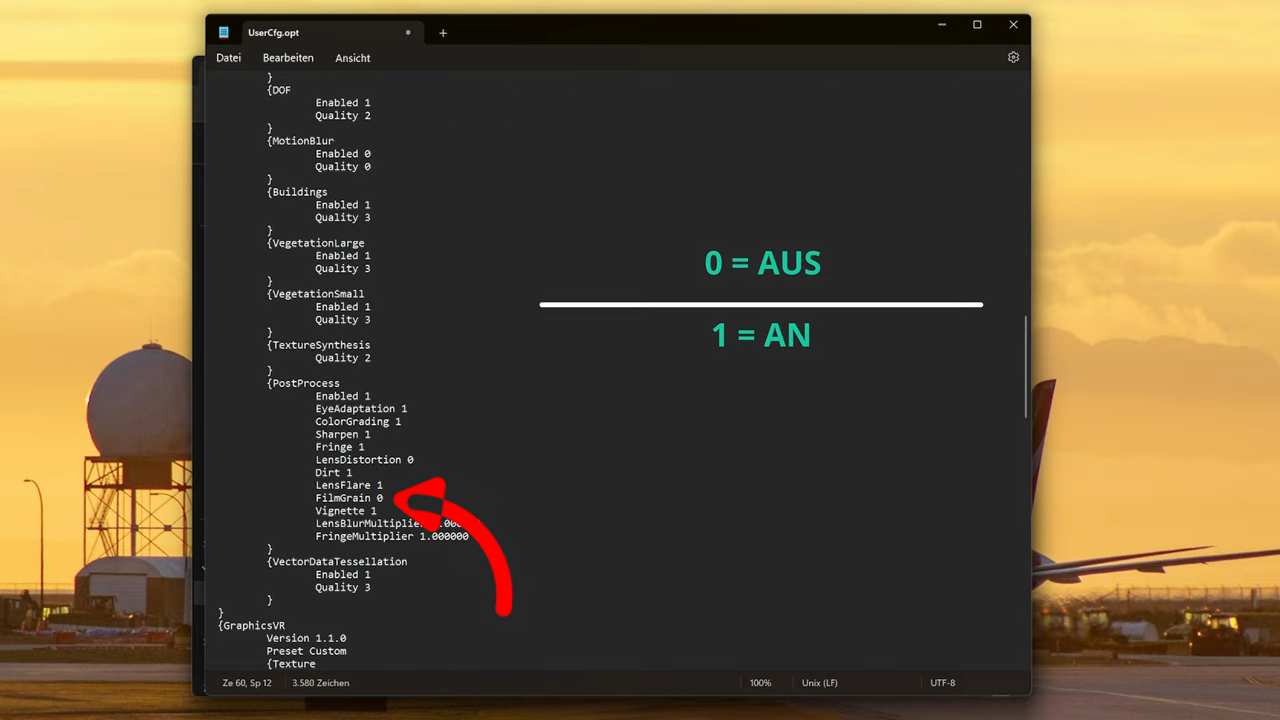 UserCfg.opt
Datei Bearbeiten Ansicht
}
{DOF
Enabled 1
Quality 2
}
{MotionBlur
Enabled 0
Quality 0
}
{Buildings
Enabled 1
Quality 3
}
{VegetationLarge
Enabled 1
Quality 3
}
{VegetationSmall
Enabled 1
Quality 3
}
{TextureSynthesis
Quality 2
}
{PostProcess
Enabled 1
EyeAdaptation 1
ColorGrading 1
Sharpen 1
Fringe 1
LensDistortion 0
Dirt 1
LensFlare 1
FilmGrain 0
Vignette 1
FringeMultiplier 1.000000
}
{VectorDataTessellation
Enabled 1
Quality 3
}
}
{GraphicsVR
Version 1.1.0
Preset Custom
{Texture
0 = AUS
1 = AN
Ze 60, Sp 12 3.580 Zeichen 100% Unix (LF) UTF-8